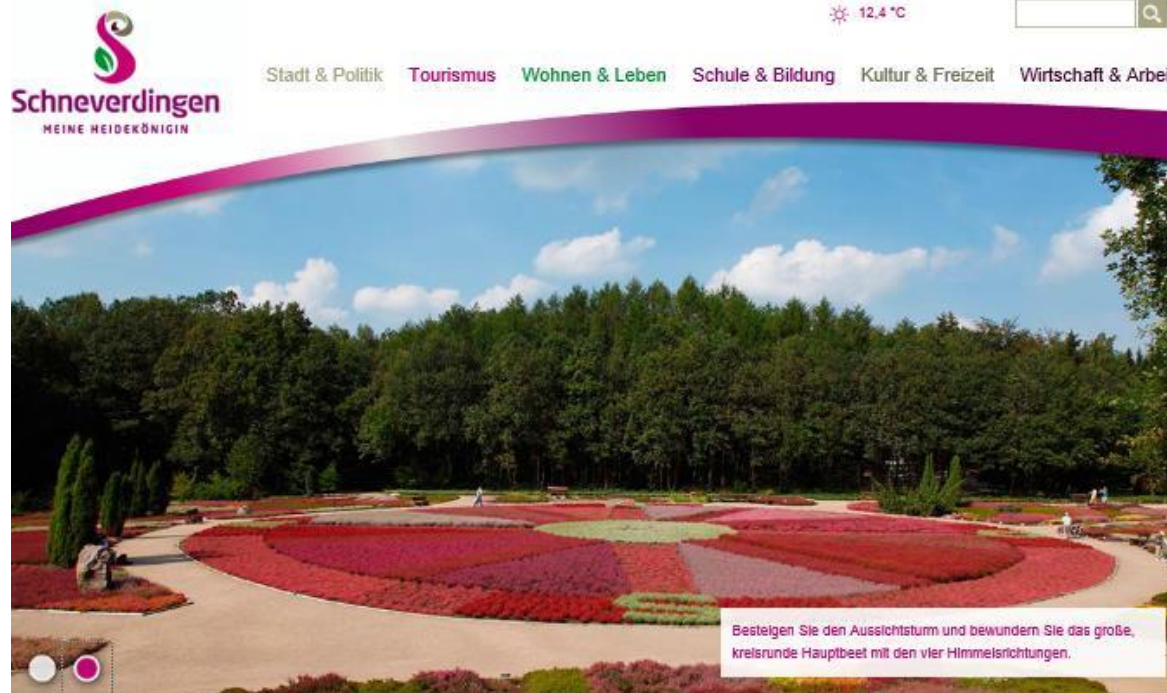 12,4 °C
Schneverdingen
MEINE HEIDEKÖNIGIN
Stadt & Politik Tourismus Wohnen & Leben Schule & Bildung Kultur & Freizeit Wirtschaft & Arbei
Besteigen Sie den Aussichtsturm und bewundern Sie das große,
kreisrunde Hauptbeet mit den vier Himmelsrichtungen.